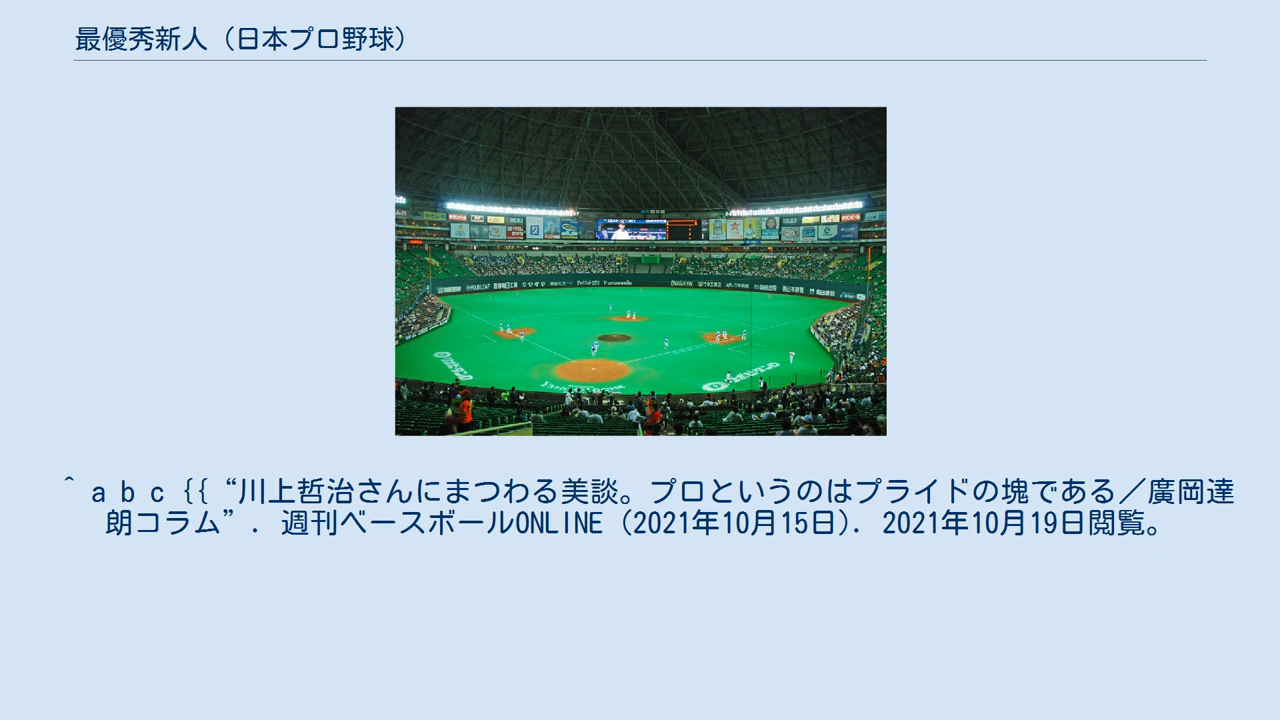 最優秀新人（日本プロ野球）
^ a b c {{“川上哲治さんにまつわる美談。プロというのはプライドの塊である／廣岡達
朗コラム”. 週刊ベースボールONLINE (2021年10月15日). 2021年10月19日閲覧。